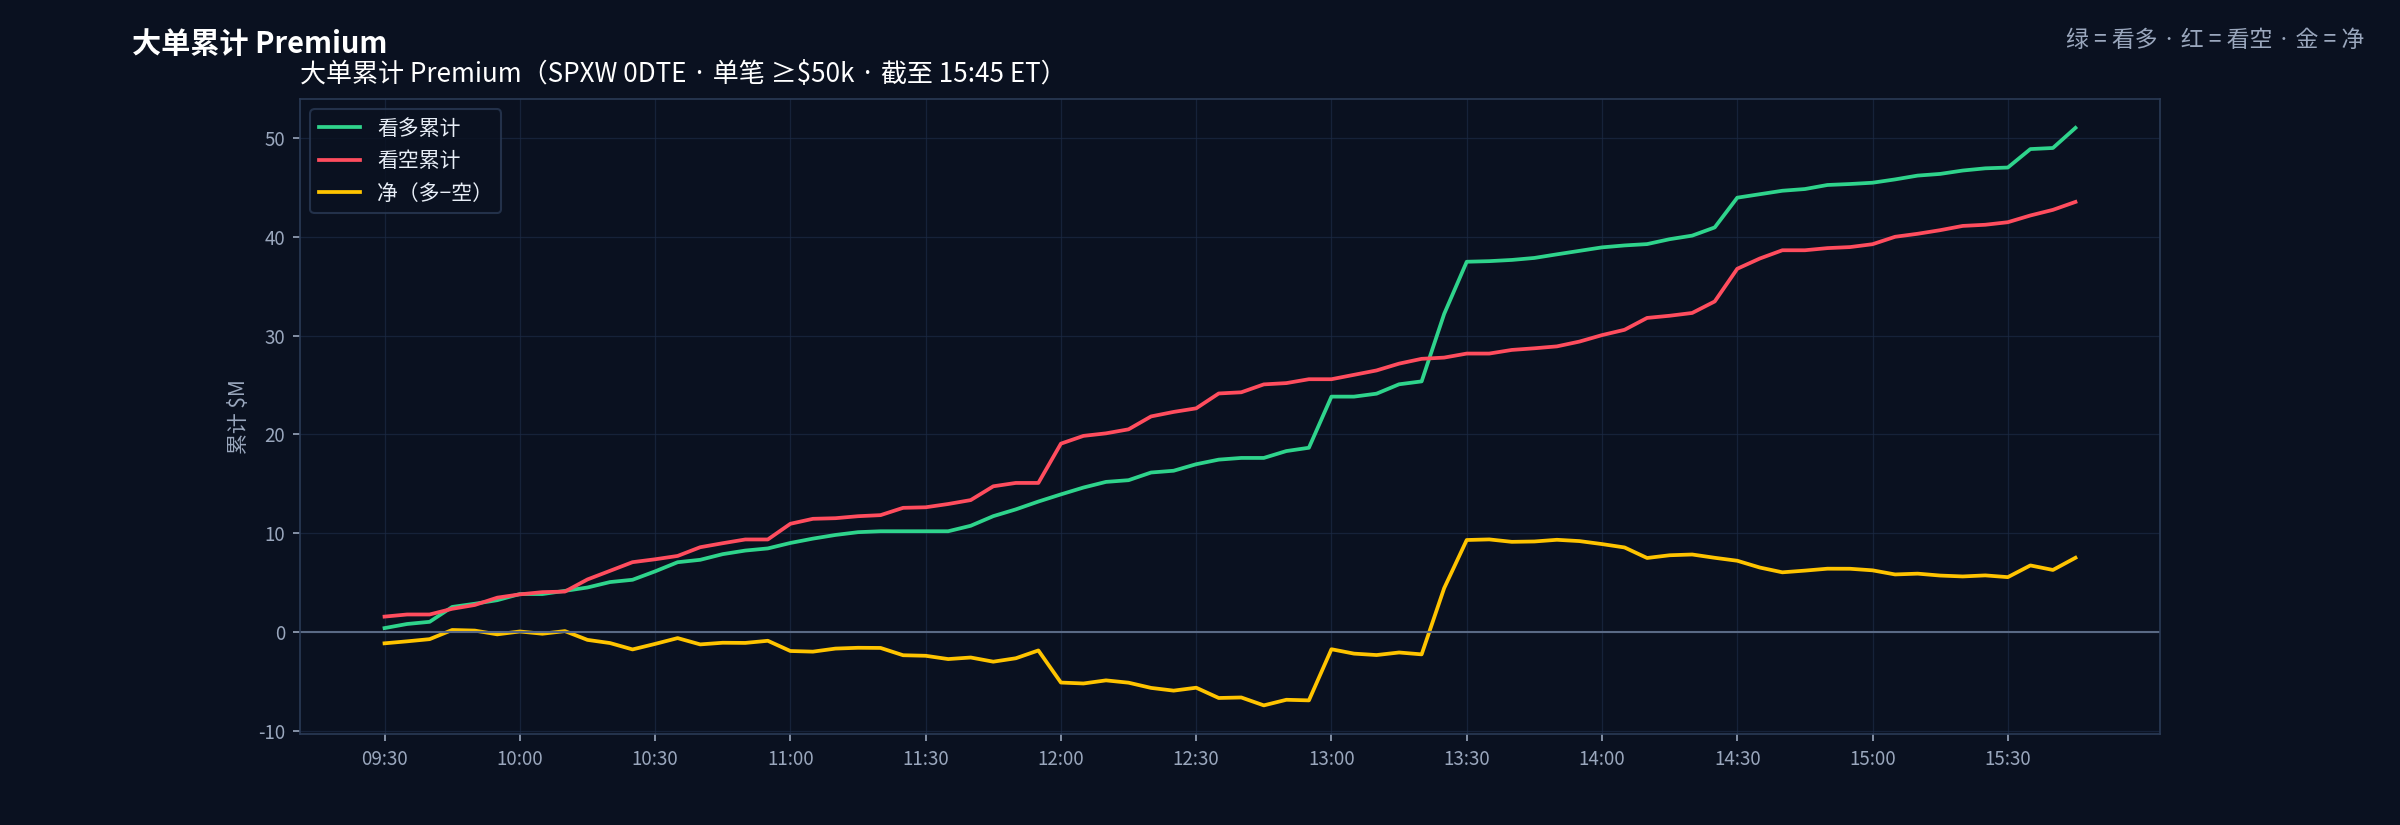 大单累计 Premium
绿 = 看多 · 红 = 看空 · 金 = 净
大单累计 Premium（SPXW 0DTE · 单笔 ≥$50k · 截至 15:45 ET）
看多累计
看空累计
净（多−空）
累计 $M
50
40
30
20
10
0
-10
09:30 10:00 10:30 11:00 11:30 12:00 12:30 13:00 13:30 14:00 14:30 15:00 15:30